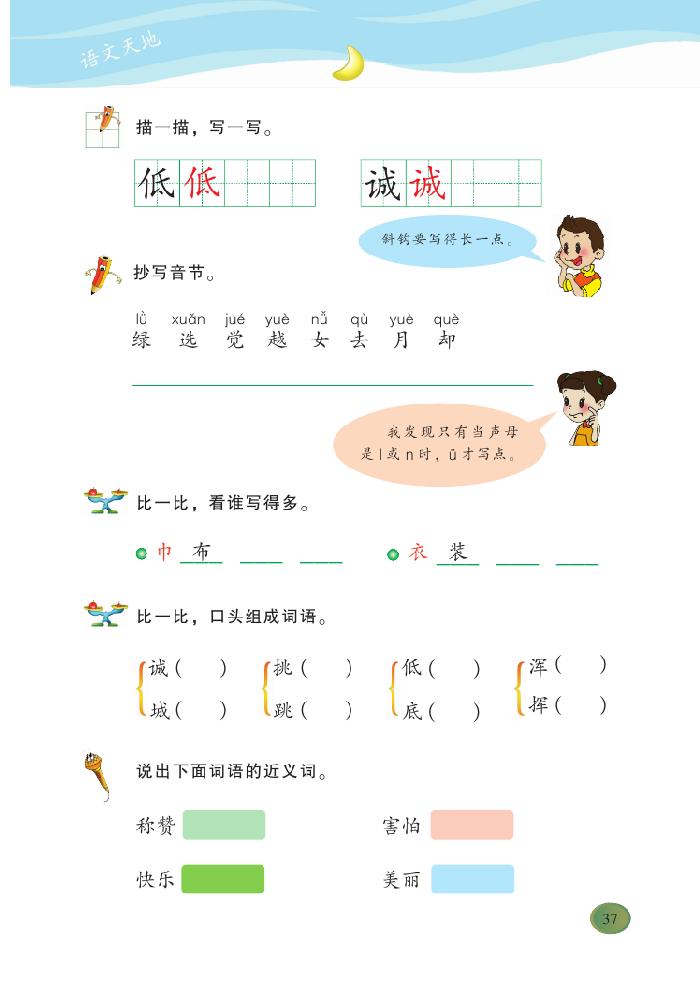 语文天地
描一描，写一写。
低 低 诚 诚
斜钩要写得长一点。
抄写音节。
lǜ xuǎn jué yuè nǚ qù yuè què
绿 选 觉 越 女 去 月 却
我发现只有当声母
是l或n时，ü才写点。
比一比，看谁写得多。
巾 布 衣 装
比一比，口头组成词语。
诚（ ） 挑（ ） 低（ ） 浑（ ）
城（ ） 跳（ ） 底（ ） 挥（ ）
说出下面词语的近义词。
称赞 害怕
快乐 美丽
37